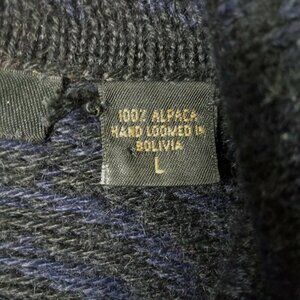 100% ALPACA
HAND LOOMED IN
BOLIVIA
L